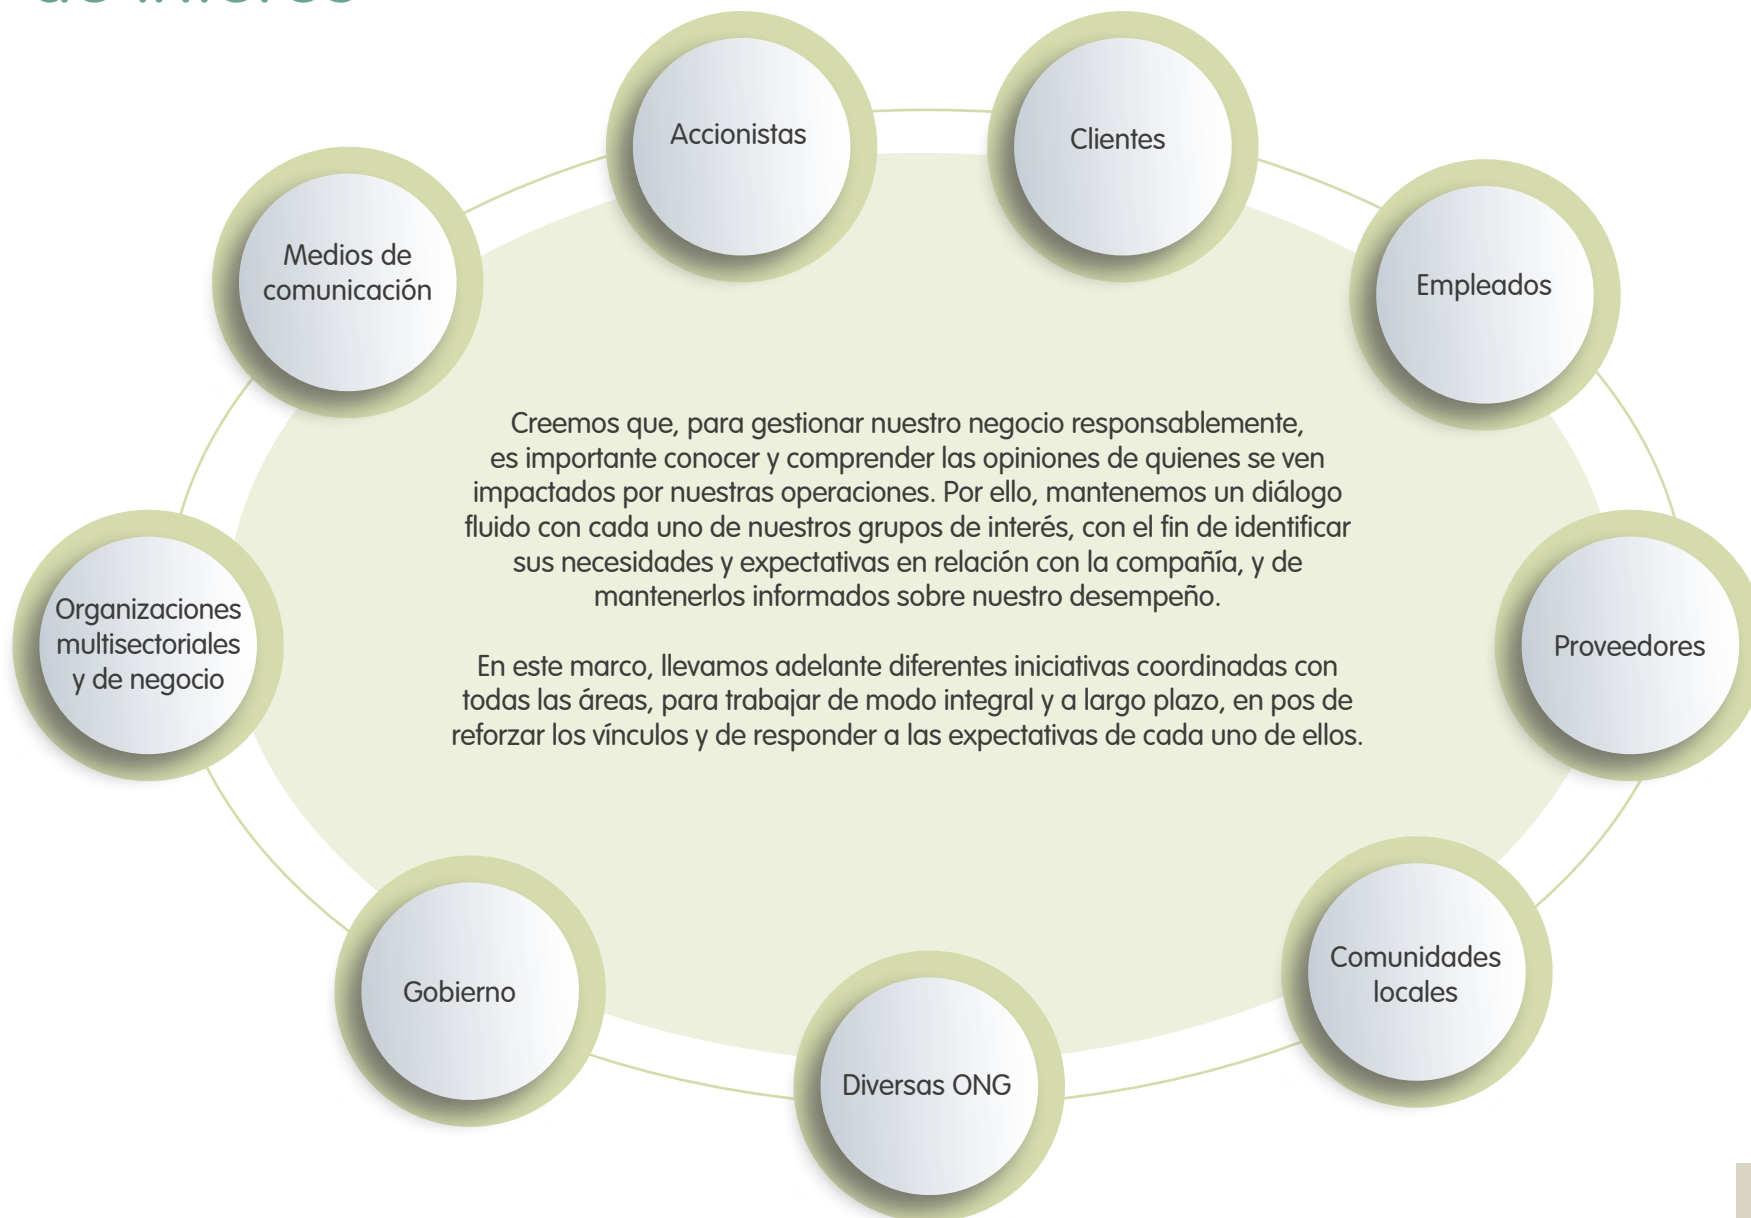 de interés
Accionistas
Clientes
Medios de
comunicación
Empleados
Creemos que, para gestionar nuestro negocio responsablemente,
es importante conocer y comprender las opiniones de quienes se ven
impactados por nuestras operaciones. Por ello, mantenemos un diálogo
fluido con cada uno de nuestros grupos de interés, con el fin de identificar
sus necesidades y expectativas en relación con la compañía, y de
mantenerlos informados sobre nuestro desempeño.
Organizaciones
multisectoriales
y de negocio
Proveedores
En este marco, llevamos adelante diferentes iniciativas coordinadas con
todas las áreas, para trabajar de modo integral y a largo plazo, en pos de
reforzar los vínculos y de responder a las expectativas de cada uno de ellos.
Comunidades
locales
Gobierno
Diversas ONG